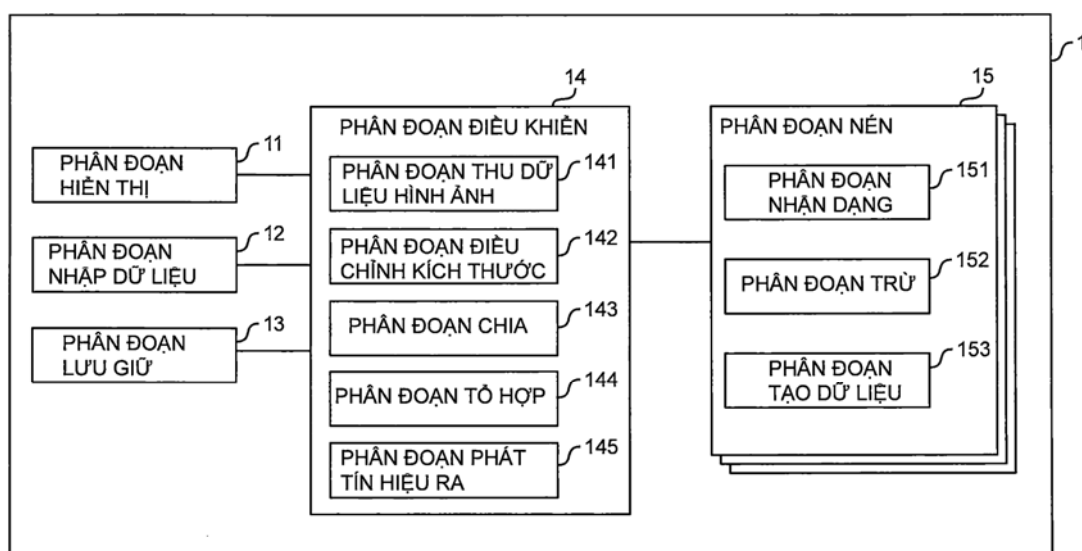 1
11
PHÂN ĐOẠN
HIỂN THỊ
12
PHÂN ĐOẠN
NHẬP DỮ LIỆU
13
PHÂN ĐOẠN
LƯU GIỮ
14
PHÂN ĐOẠN ĐIỀU KHIỂN
141
PHÂN ĐOẠN THU DỮ
LIỆU HÌNH ẢNH
142
PHÂN ĐOẠN ĐIỀU
CHỈNH KÍCH THƯỚC
143
PHÂN ĐOẠN CHIA
144
PHÂN ĐOẠN TỔ HỢP
145
PHÂN ĐOẠN PHÁT
TÍN HIỆU RA
15
PHÂN ĐOẠN NÉN
151
PHÂN ĐOẠN
NHẬN DẠNG
152
PHÂN ĐOẠN TRỪ
153
PHÂN ĐOẠN
TẠO DỮ LIỆU